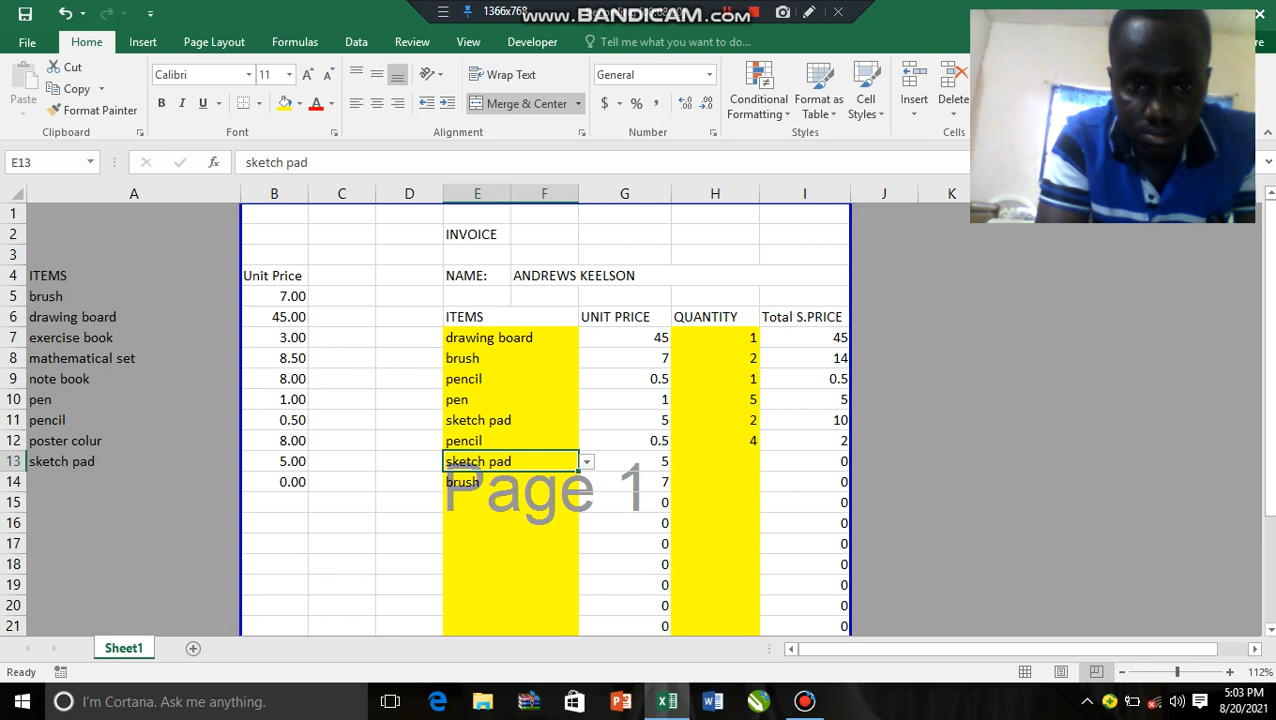 1366x768
www.BANDICAM.com
File Home Insert Page Layout Formulas Data Review View Developer Tell me what you want to do...
Cut
Copy
Format Painter
Paste
Clipboard
Calibri 11
B I U
Font
Wrap Text
Merge & Center
Alignment
General
$ % ,
Number
Conditional Formatting
Format as Table
Cell Styles
Styles
Insert Delete
Cells
E13 fx sketch pad
A B C D E F G H I J K
1
2 INVOICE
3
4 ITEMS Unit Price NAME: ANDREWS KEELSON
5 brush 7.00
6 drawing board 45.00 ITEMS UNIT PRICE QUANTITY Total S.PRICE
7 exercise book 3.00 drawing board 45 1 45
8 mathematical set 8.50 brush 7 2 14
9 note book 8.00 pencil 0.5 1 0.5
10 pen 1.00 pen 1 5 5
11 pencil 0.50 sketch pad 5 2 10
12 poster colur 8.00 pencil 0.5 4 2
13 sketch pad 5.00 sketch pad 5 0
14 0.00 brush 7 0
Page 1
15 0 0
16 0 0
17 0 0
18 0 0
19 0 0
20 0 0
21 0 0
Sheet1
Ready 112%
I'm Cortana. Ask me anything.
5:03 PM
8/20/2021